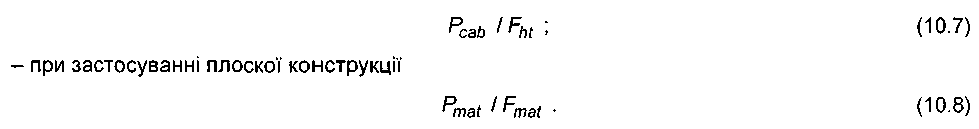 P_cab / F_ht ; (10.7)
– при застосуванні плоскої конструкції
P_mat / F_mat . (10.8)